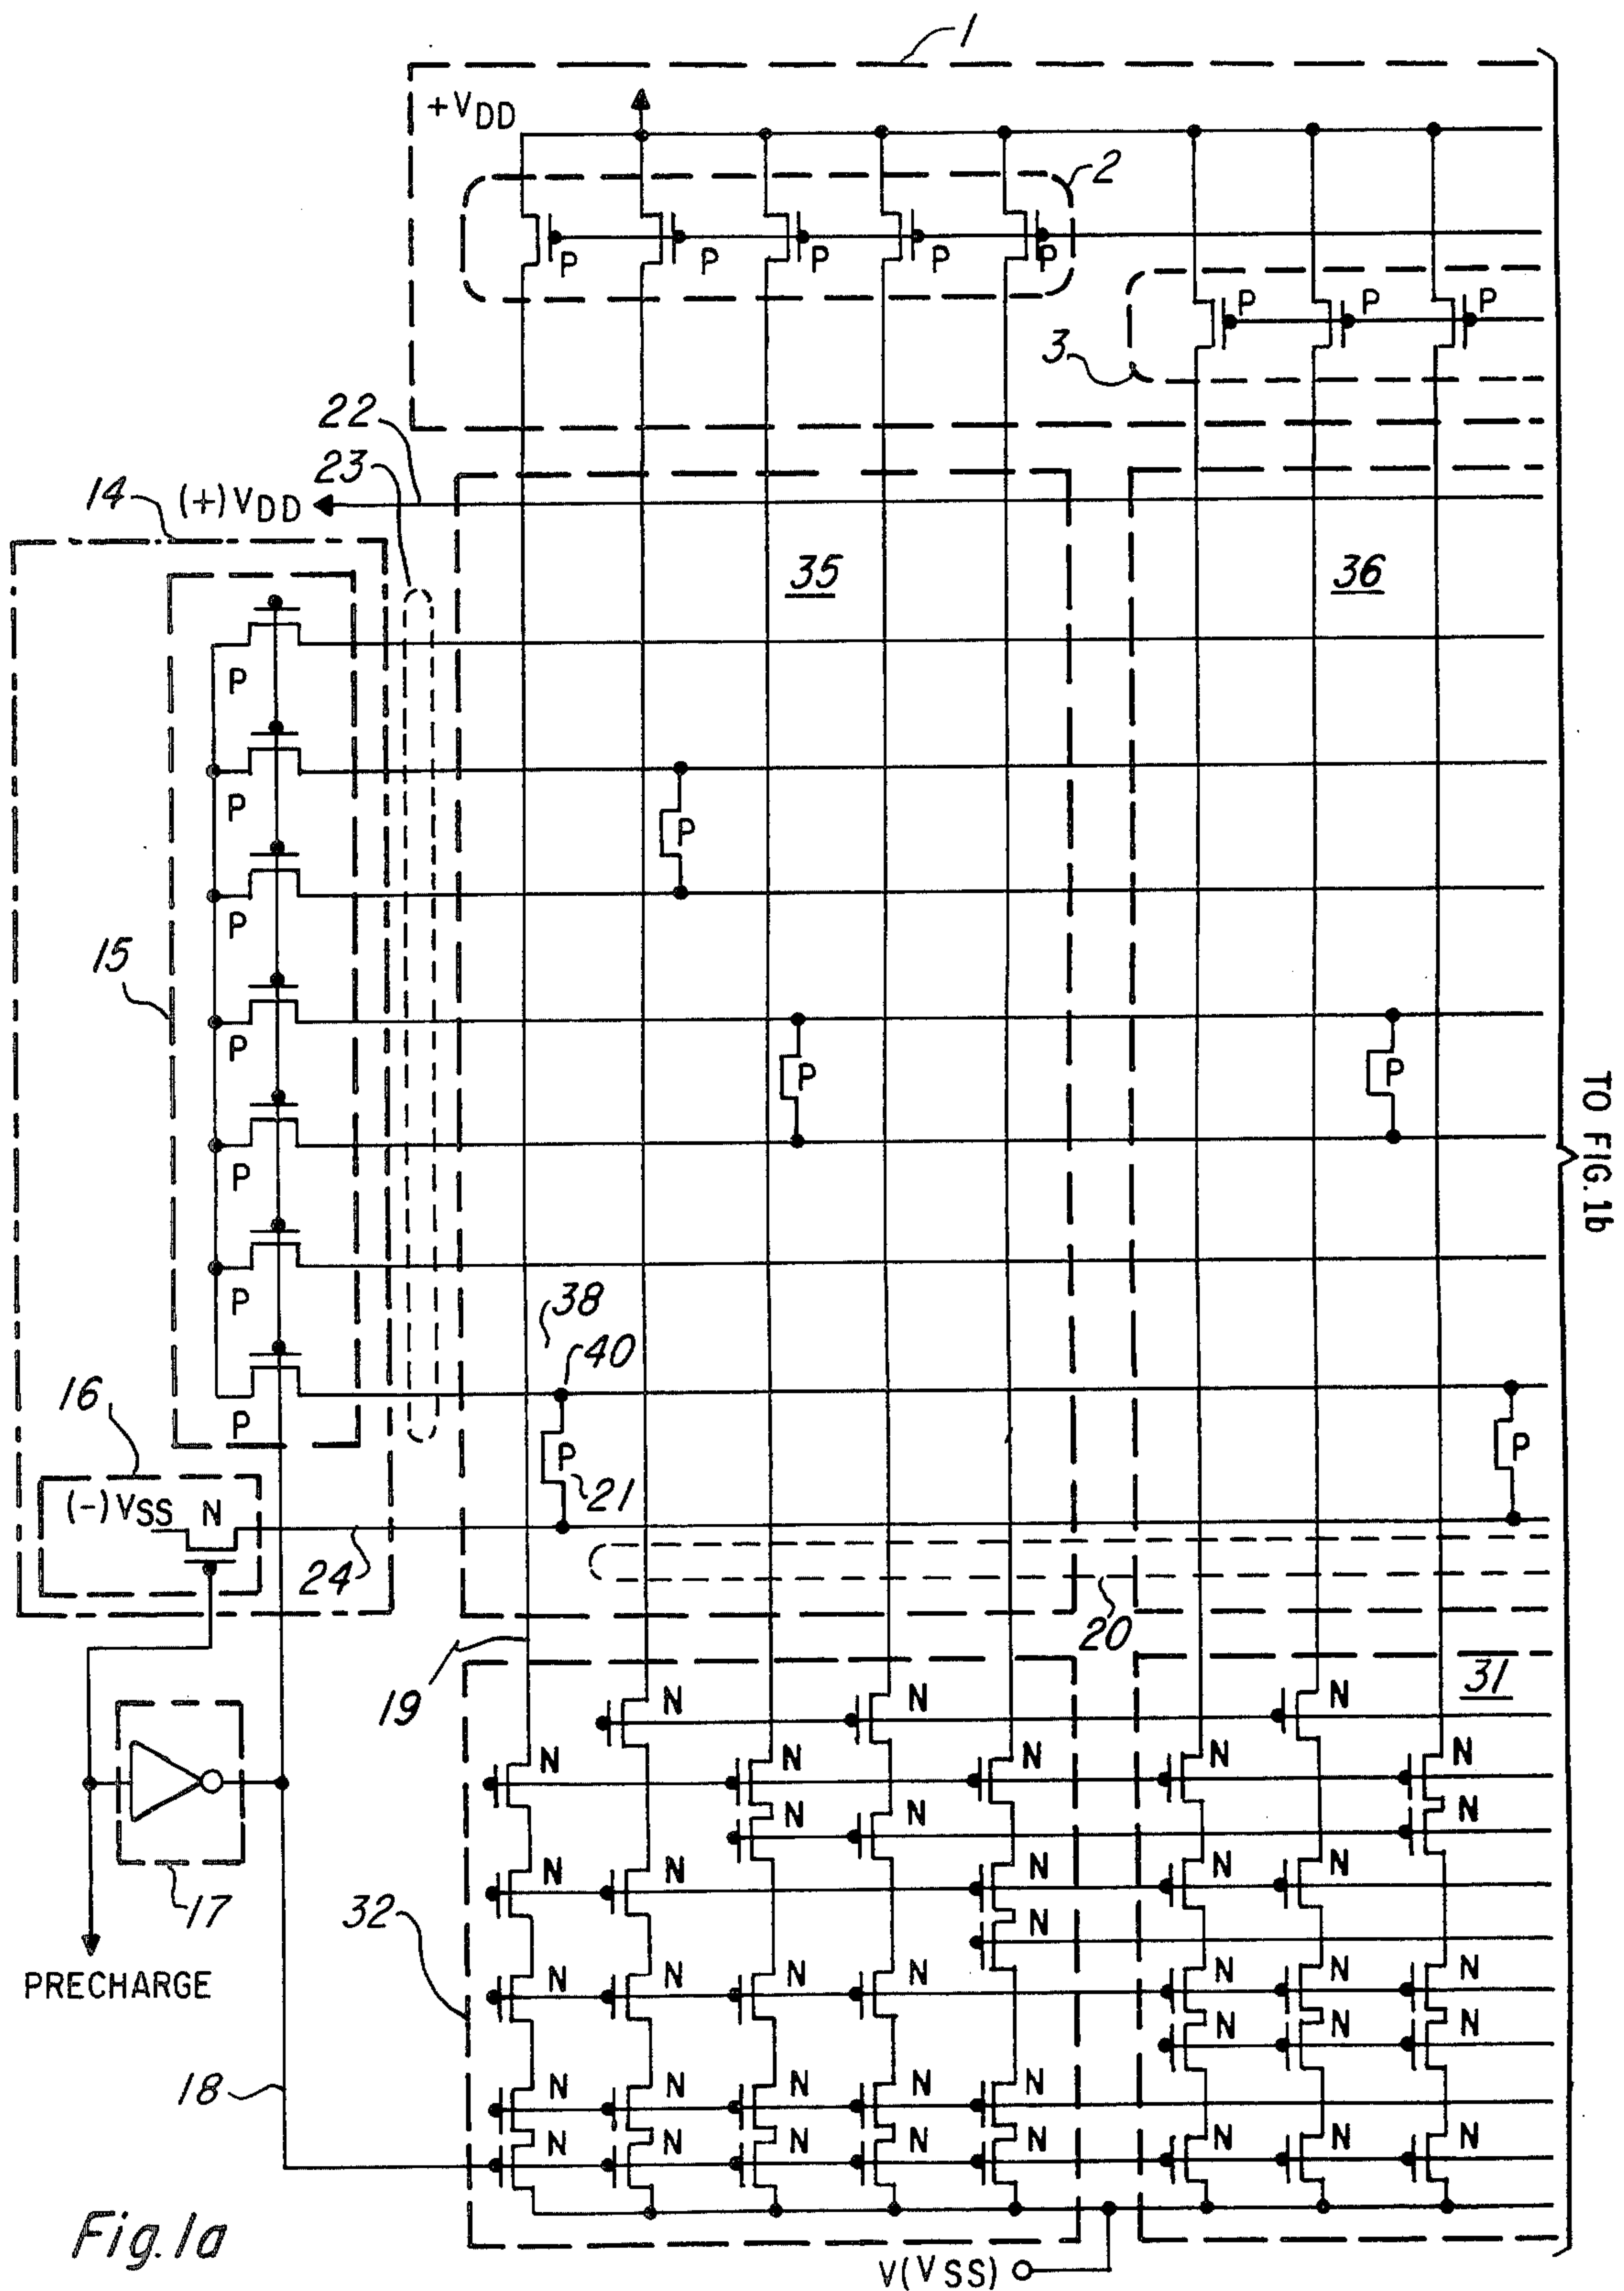 1
+VDD
2
P P P P P
P P P
3
22
23
14
(+)VDD
35
36
P
P
P
P
15
P
P
P
P
P
TO FIG.1b
P
38
40
P
16
P
P
21
(-)VSS N
24
20
19
31
N N N
N N N N N
N N N
17
N N N N N
32
N
PRECHARGE
N N N N N N N
N N N
18
N N N N N
N N N N N N N N
Fig.1a
V(VSS)